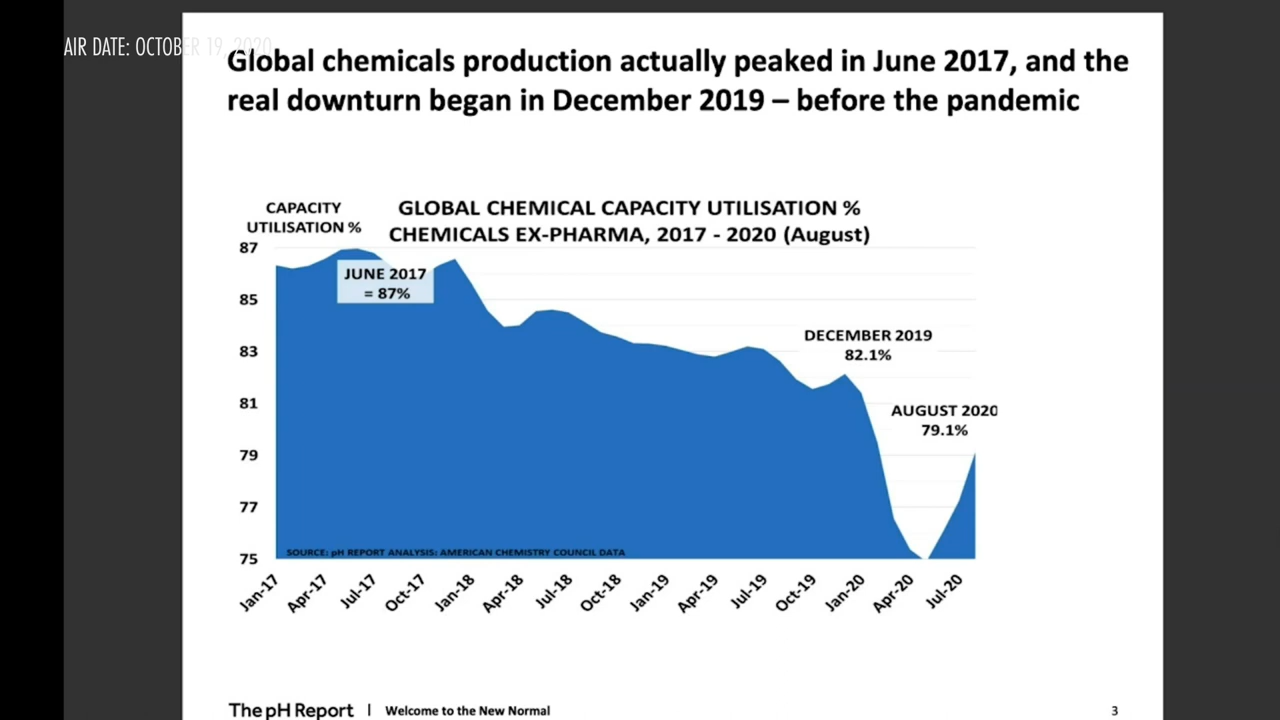 AIR DATE: OCTOBER 19, 2020
Global chemicals production actually peaked in June 2017, and the
real downturn began in December 2019 – before the pandemic
CAPACITY
UTILISATION %
GLOBAL CHEMICAL CAPACITY UTILISATION %
CHEMICALS EX-PHARMA, 2017 - 2020 (August)
87
85
83
81
79
77
75
JUNE 2017
= 87%
DECEMBER 2019
82.1%
AUGUST 2020
79.1%
SOURCE: pH REPORT ANALYSIS: AMERICAN CHEMISTRY COUNCIL DATA
Jan-17
Apr-17
Jul-17
Oct-17
Jan-18
Apr-18
Jul-18
Oct-18
Jan-19
Apr-19
Jul-19
Oct-19
Jan-20
Apr-20
Jul-20
The pH Report | Welcome to the New Normal
3